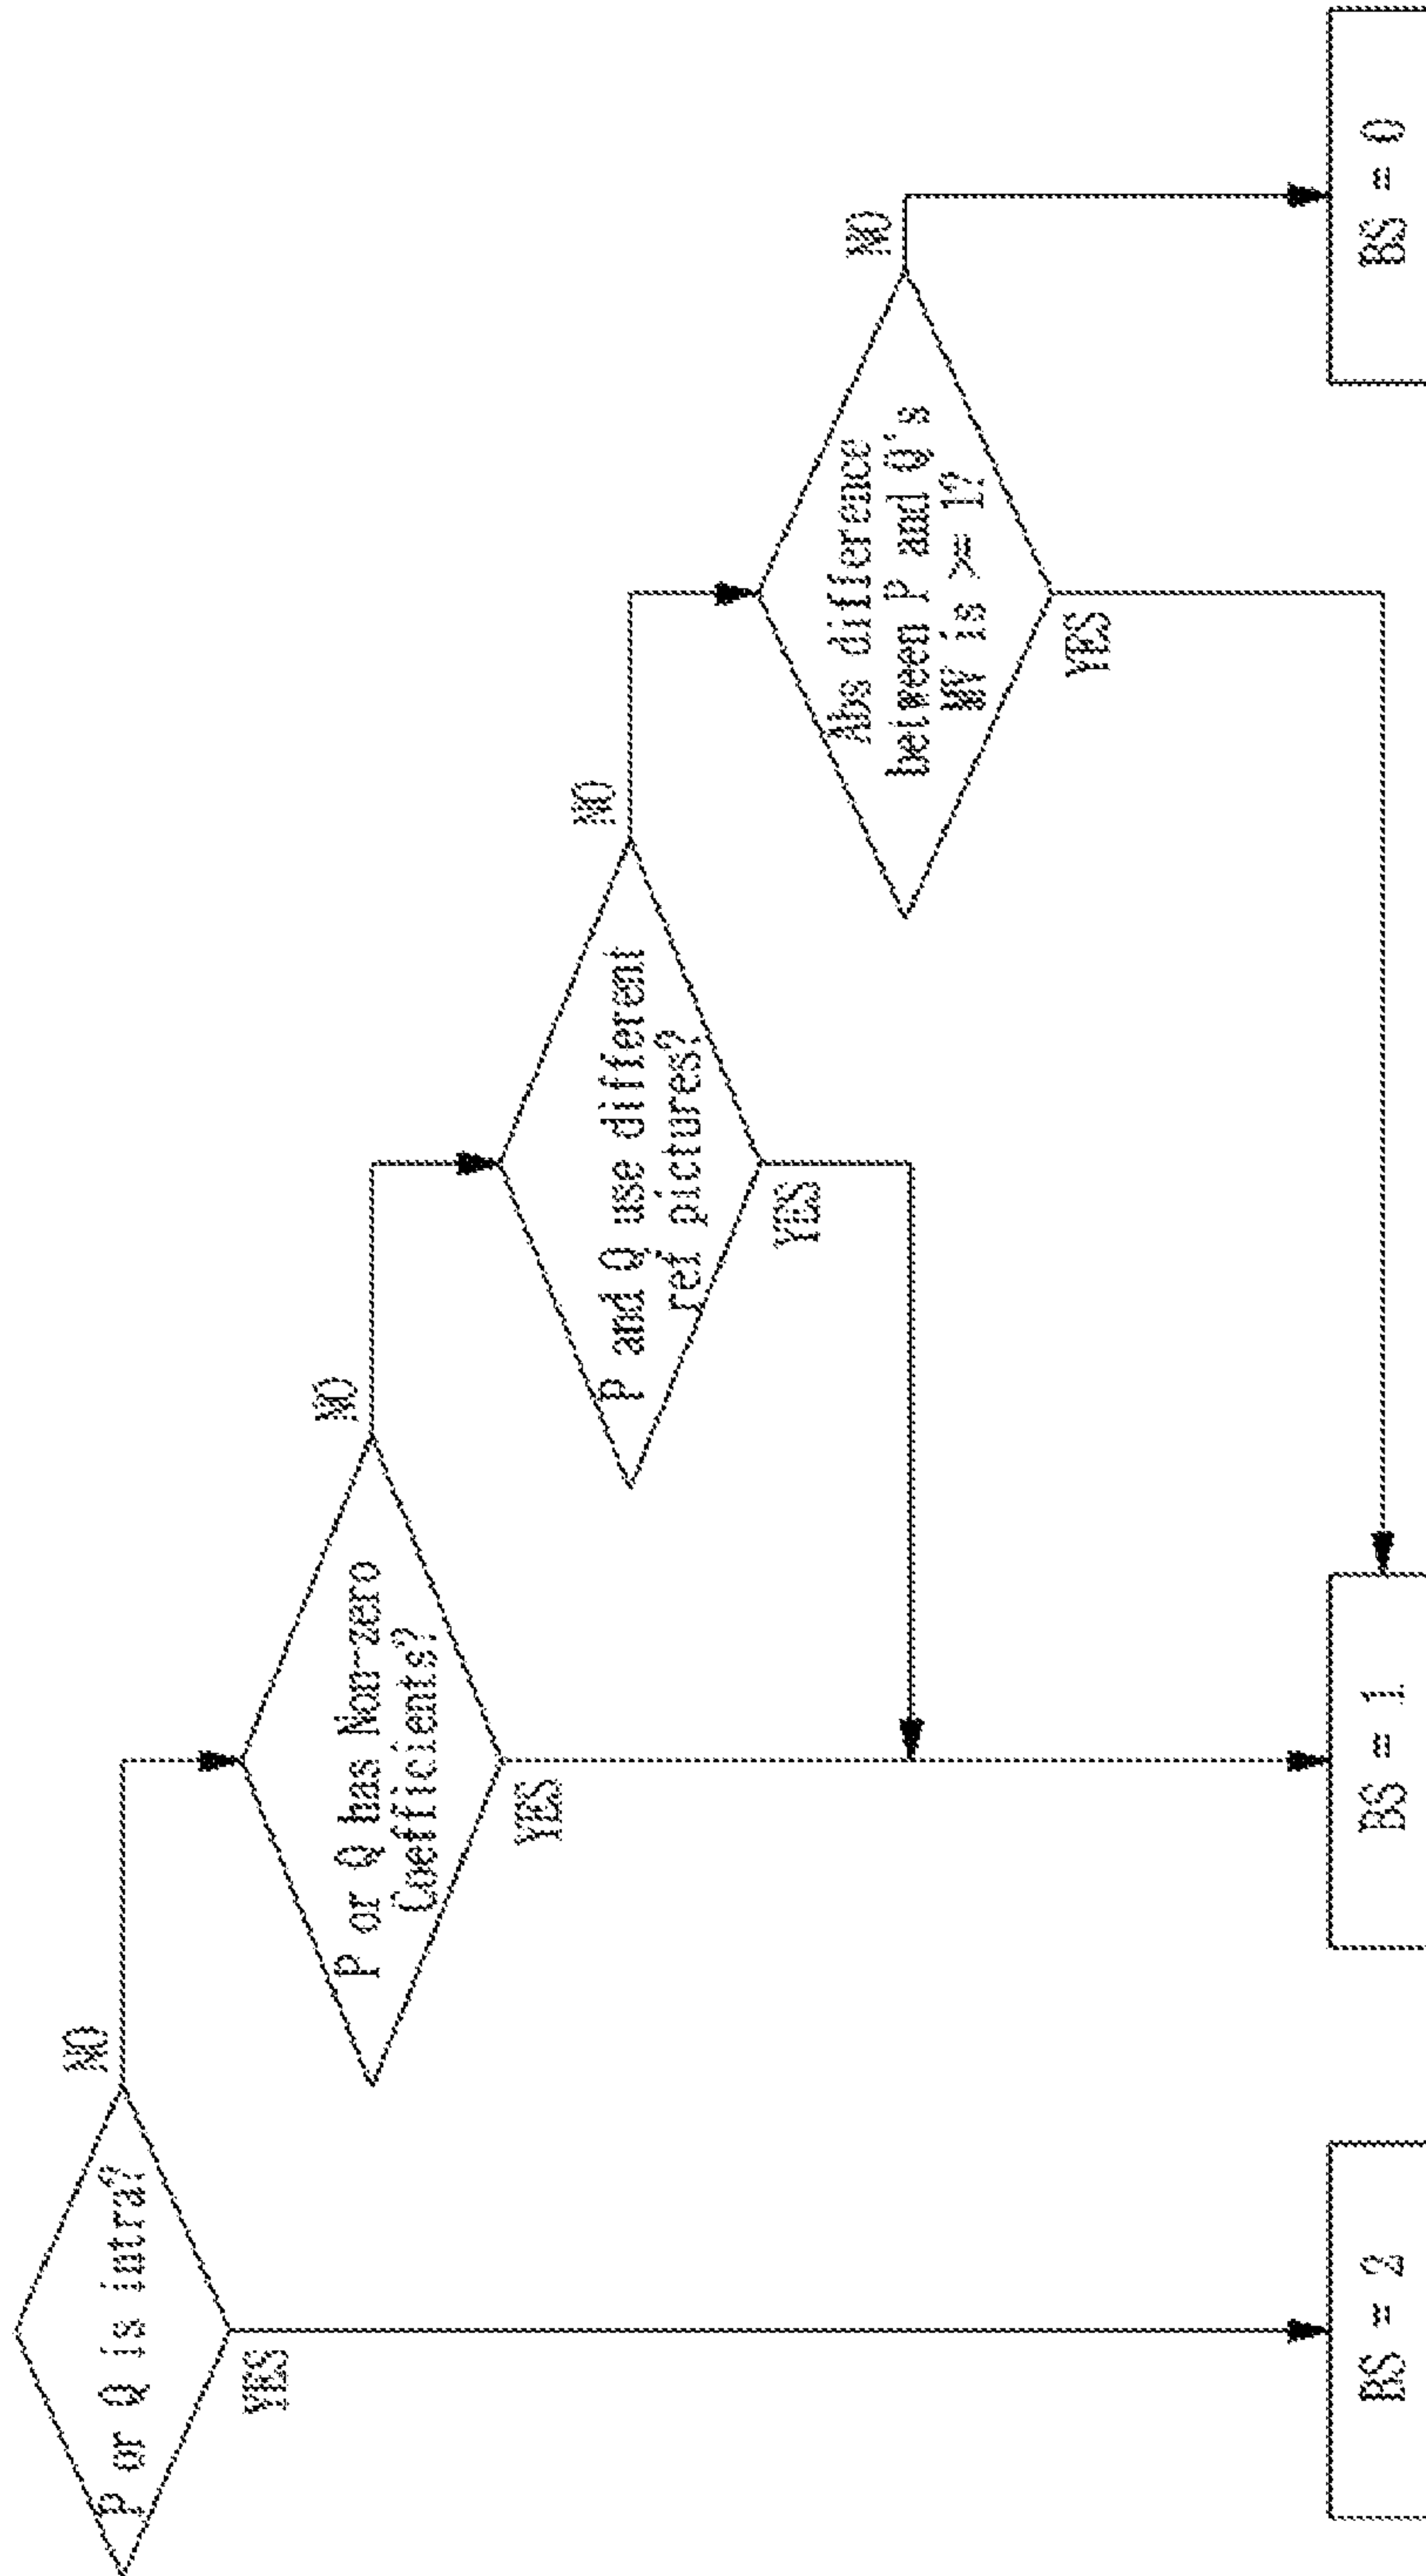 P or Q is intra?
NO
YES
P or Q has Non-zero
Coefficients?
NO
YES
P and Q use different
ref pictures?
NO
YES
Abs difference
between P and Q's
MV is >= 1?
NO
YES
BS = 2
BS = 1
BS = 0